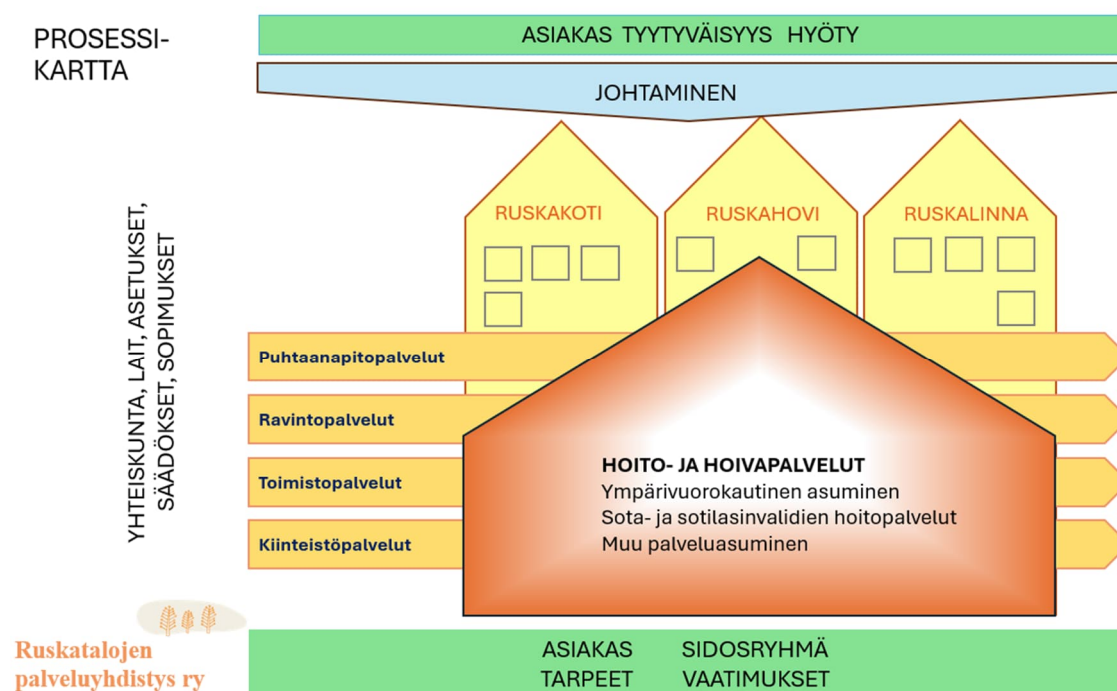 PROSESSI-
KARTTA
ASIAKAS TYYTYVÄISYYS HYÖTY
JOHTAMINEN
YHTEISKUNTA, LAIT, ASETUKSET,
SÄÄDÖKSET, SOPIMUKSET
RUSKAKOTI
RUSKAHOVI
RUSKALINNA
Puhtaanapitopalvelut
Ravintopalvelut
Toimistopalvelut
Kiinteistöpalvelut
HOITO- JA HOIVAPALVELUT
Ympärivuorokautinen asuminen
Sota- ja sotilasinvalidien hoitopalvelut
Muu palveluasuminen
Ruskatalojen
palveluyhdistys ry
ASIAKAS SIDOSRYHMÄ
TARPEET VAATIMUKSET